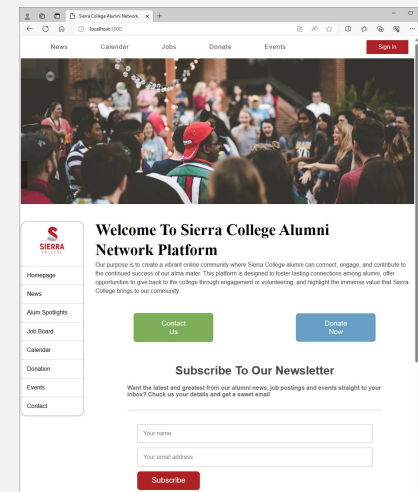 Sierra College Alumni Network
localhost:3000
News Calendar Jobs Donate Events Sign In
SIERRA
COLLEGE
Homepage
News
Alum Spotlights
Job Board
Calendar
Donation
Events
Contact
Welcome To Sierra College Alumni
Network Platform
Our purpose is to create a vibrant online community where Sierra College alumni can connect, engage, and contribute to
the continued success of our alma mater. This platform is designed to foster lasting connections among alumni, offer
opportunities to give back to the college through engagement or volunteering, and highlight the immense value that Sierra
College brings to our community.
Contact
Us
Donate
Now
Subscribe To Our Newsletter
Want the latest and greatest from our alumni news, job postings and events straight to your
inbox? Chuck us your details and get a sweet email
Your name
Your email address
Subscribe